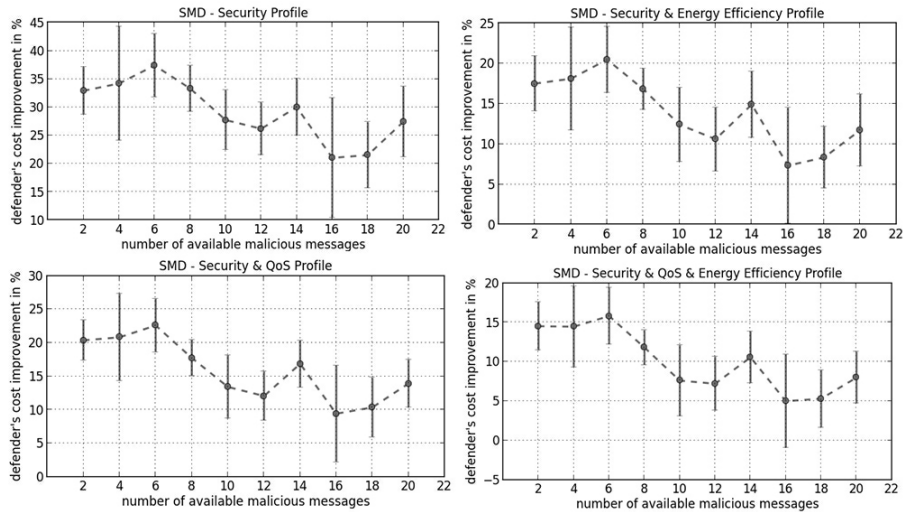 SMD - Security Profile
45
40
35
30
25
20
15
10
defender's cost improvement in %
2 4 6 8 10 12 14 16 18 20 22
number of available malicious messages
SMD - Security & Energy Efficiency Profile
25
20
15
10
5
0
defender's cost improvement in %
2 4 6 8 10 12 14 16 18 20 22
number of available malicious messages
SMD - Security & QoS Profile
30
25
20
15
10
5
0
defender's cost improvement in %
2 4 6 8 10 12 14 16 18 20 22
number of available malicious messages
SMD - Security & QoS & Energy Efficiency Profile
20
15
10
5
0
−5
defender's cost improvement in %
2 4 6 8 10 12 14 16 18 20 22
number of available malicious messages